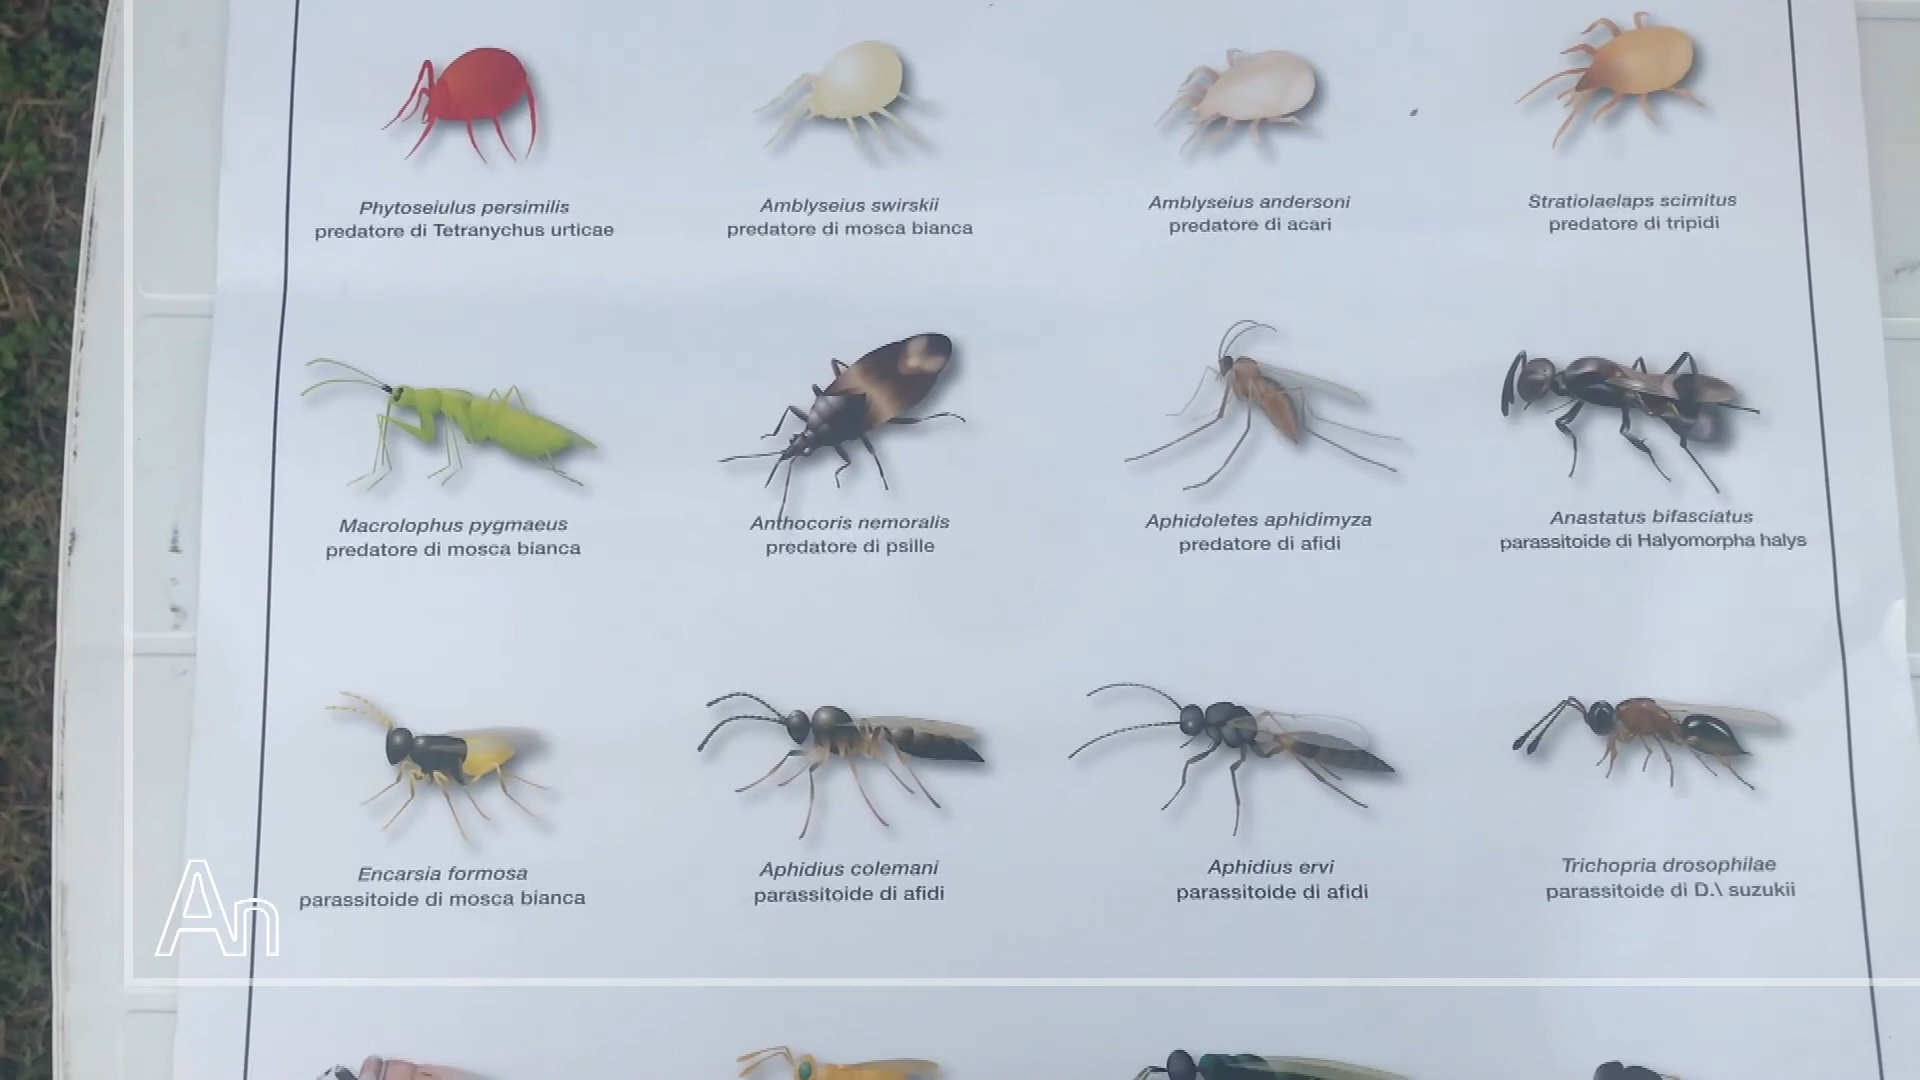 Phytoseiulus persimilis
predatore di Tetranychus urticae
Amblyseius swirskii
predatore di mosca bianca
Amblyseius andersoni
predatore di acari
Stratiolaelaps scimitus
predatore di tripidi
Macrolophus pygmaeus
predatore di mosca bianca
Anthocoris nemoralis
predatore di psille
Aphidoletes aphidimyza
predatore di afidi
Anastatus bifasciatus
parassitoide di Halyomorpha halys
Encarsia formosa
parassitoide di mosca bianca
Aphidius colemani
parassitoide di afidi
Aphidius ervi
parassitoide di afidi
Trichopria drosophilae
parassitoide di D.\ suzukii
An